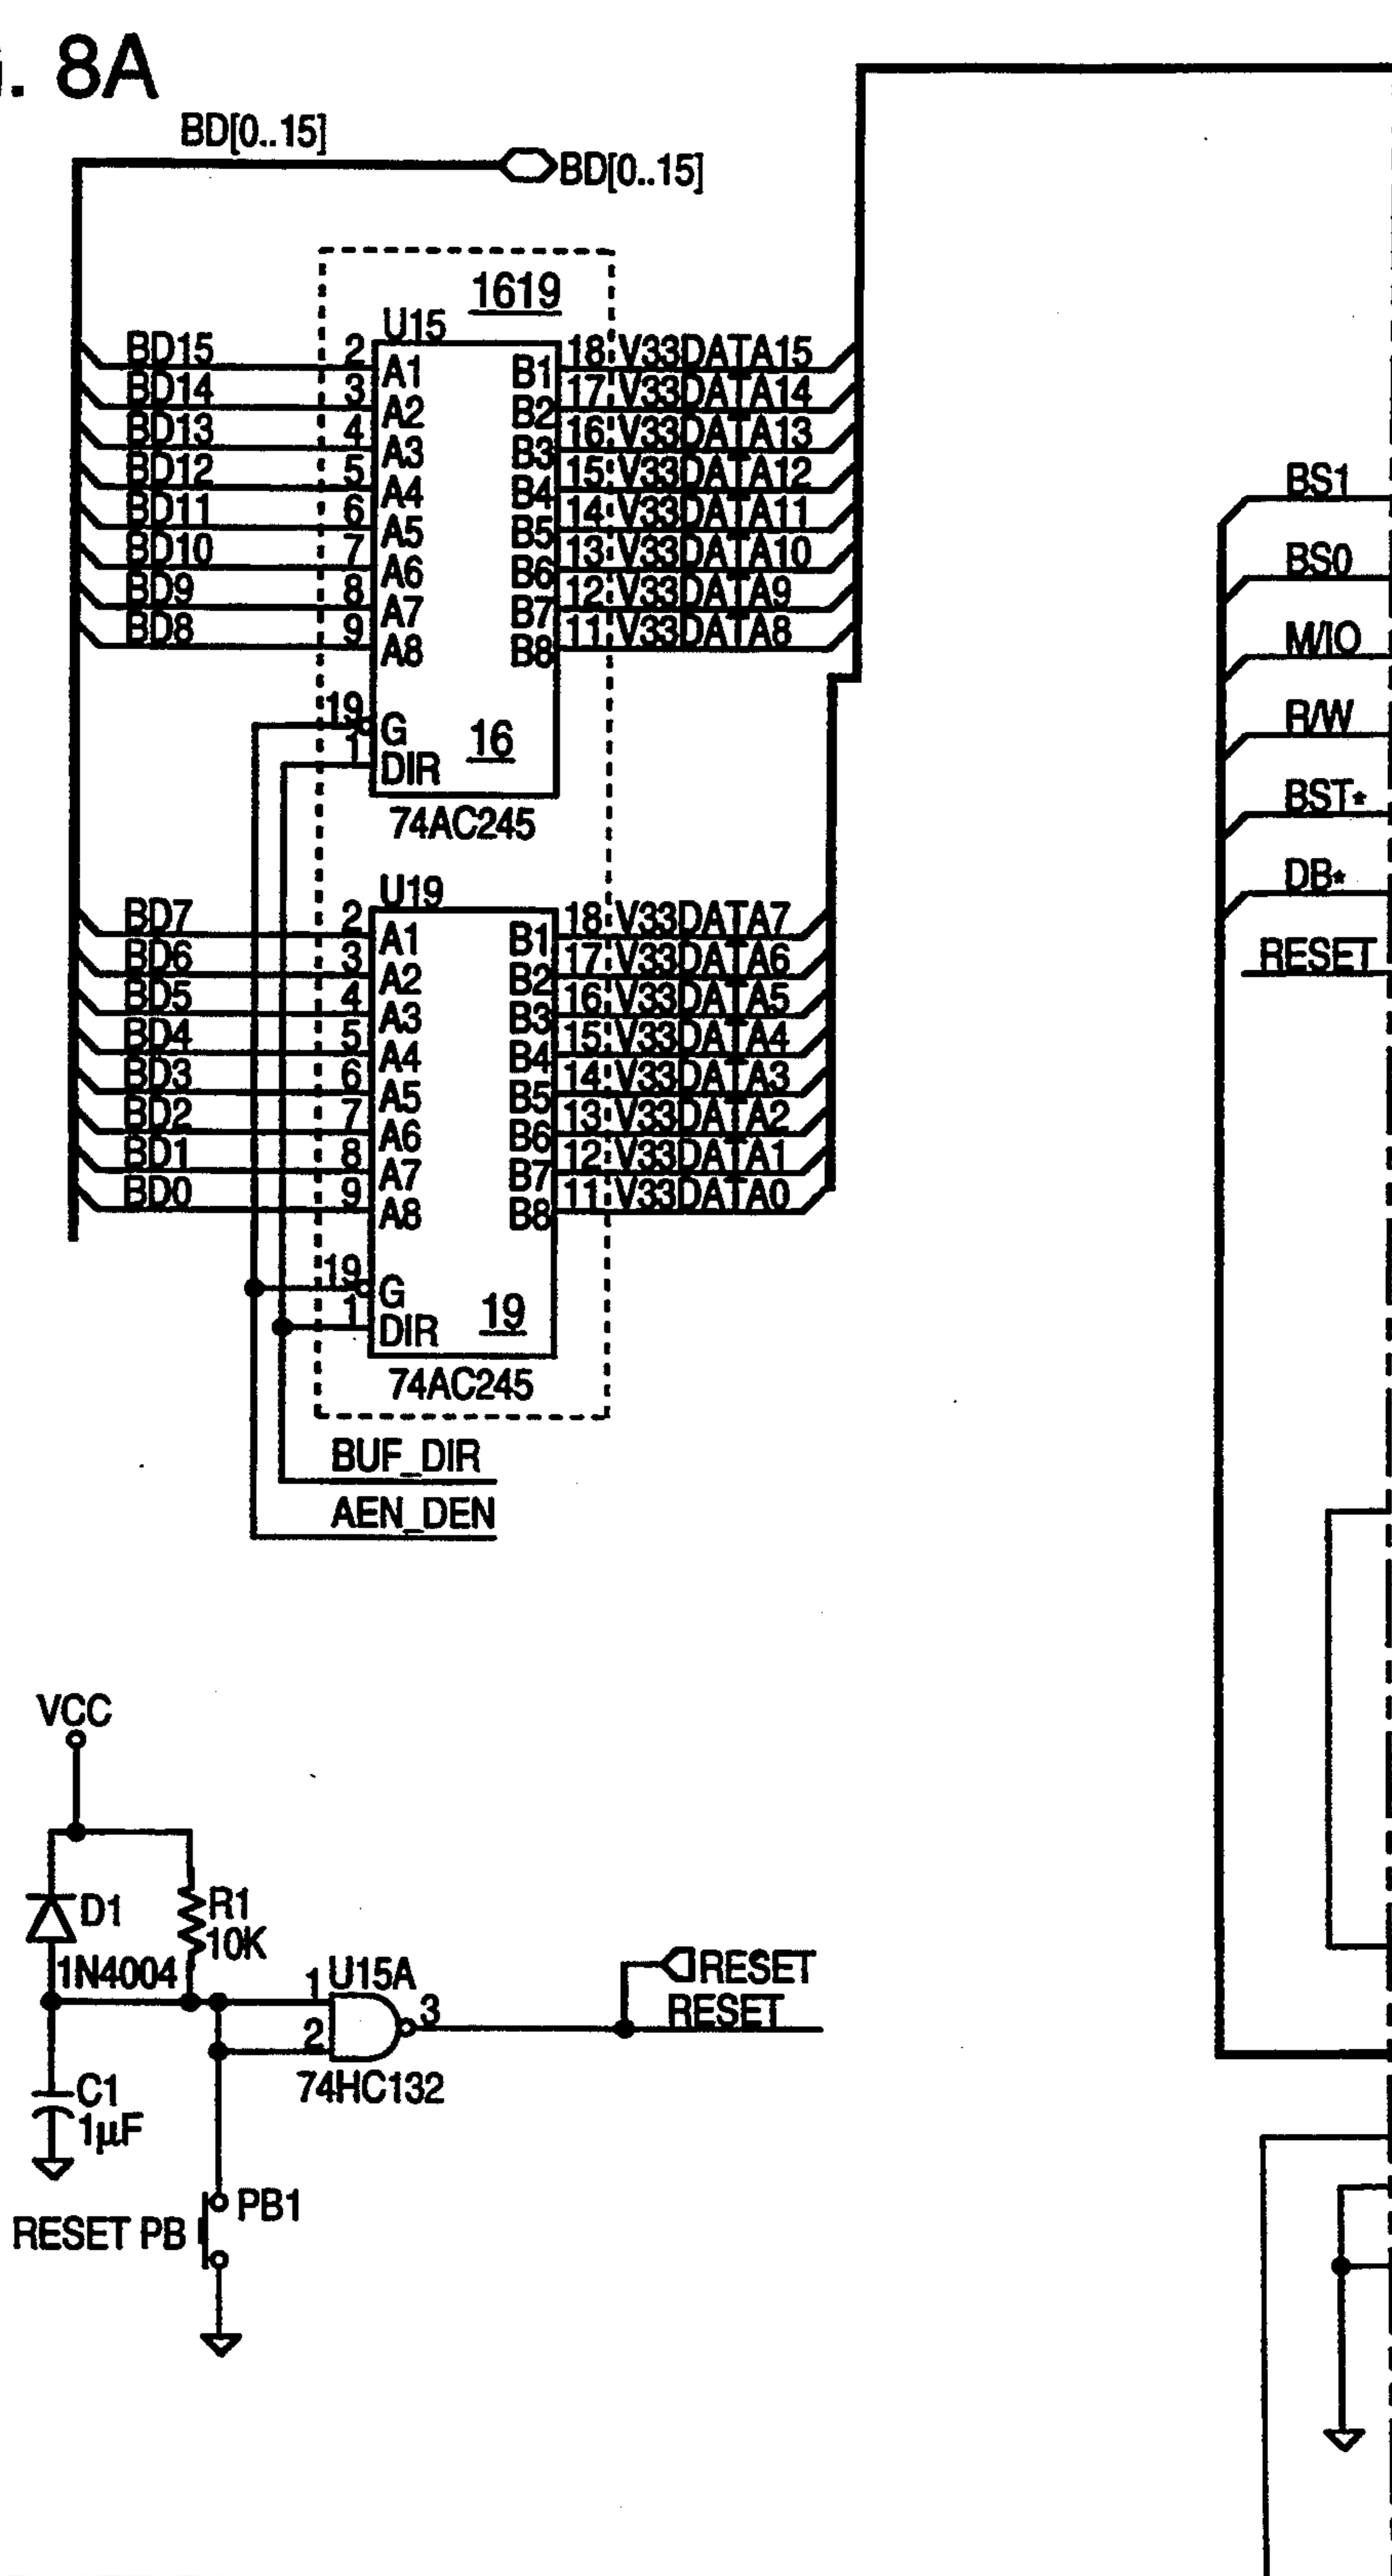 . 8A
BD[0..15]
BD[0..15]
1619
U15
BD15 2 A1 B1 18 V33DATA15
BD14 3 A2 B2 17 V33DATA14
BD13 4 A3 B3 16 V33DATA13
BD12 5 A4 B4 15 V33DATA12
BD11 6 A5 B5 14 V33DATA11
BD10 7 A6 B6 13 V33DATA10
BD9 8 A7 B7 12 V33DATA9
BD8 9 A8 B8 11 V33DATA8
19 G 16
1 DIR
74AC245
U19
BD7 2 A1 B1 18 V33DATA7
BD6 3 A2 B2 17 V33DATA6
BD5 4 A3 B3 16 V33DATA5
BD4 5 A4 B4 15 V33DATA4
BD3 6 A5 B5 14 V33DATA3
BD2 7 A6 B6 13 V33DATA2
BD1 8 A7 B7 12 V33DATA1
BD0 9 A8 B8 11 V33DATA0
19 G 19
1 DIR
74AC245
BUF_DIR
AEN_DEN
BS1
BS0
M/IO
R/W
BST*
DB*
RESET
VCC
D1
R1
10K
1N4004
1 U15A
2 3
74HC132
RESET
RESET
C1
1µF
PB1
RESET PB